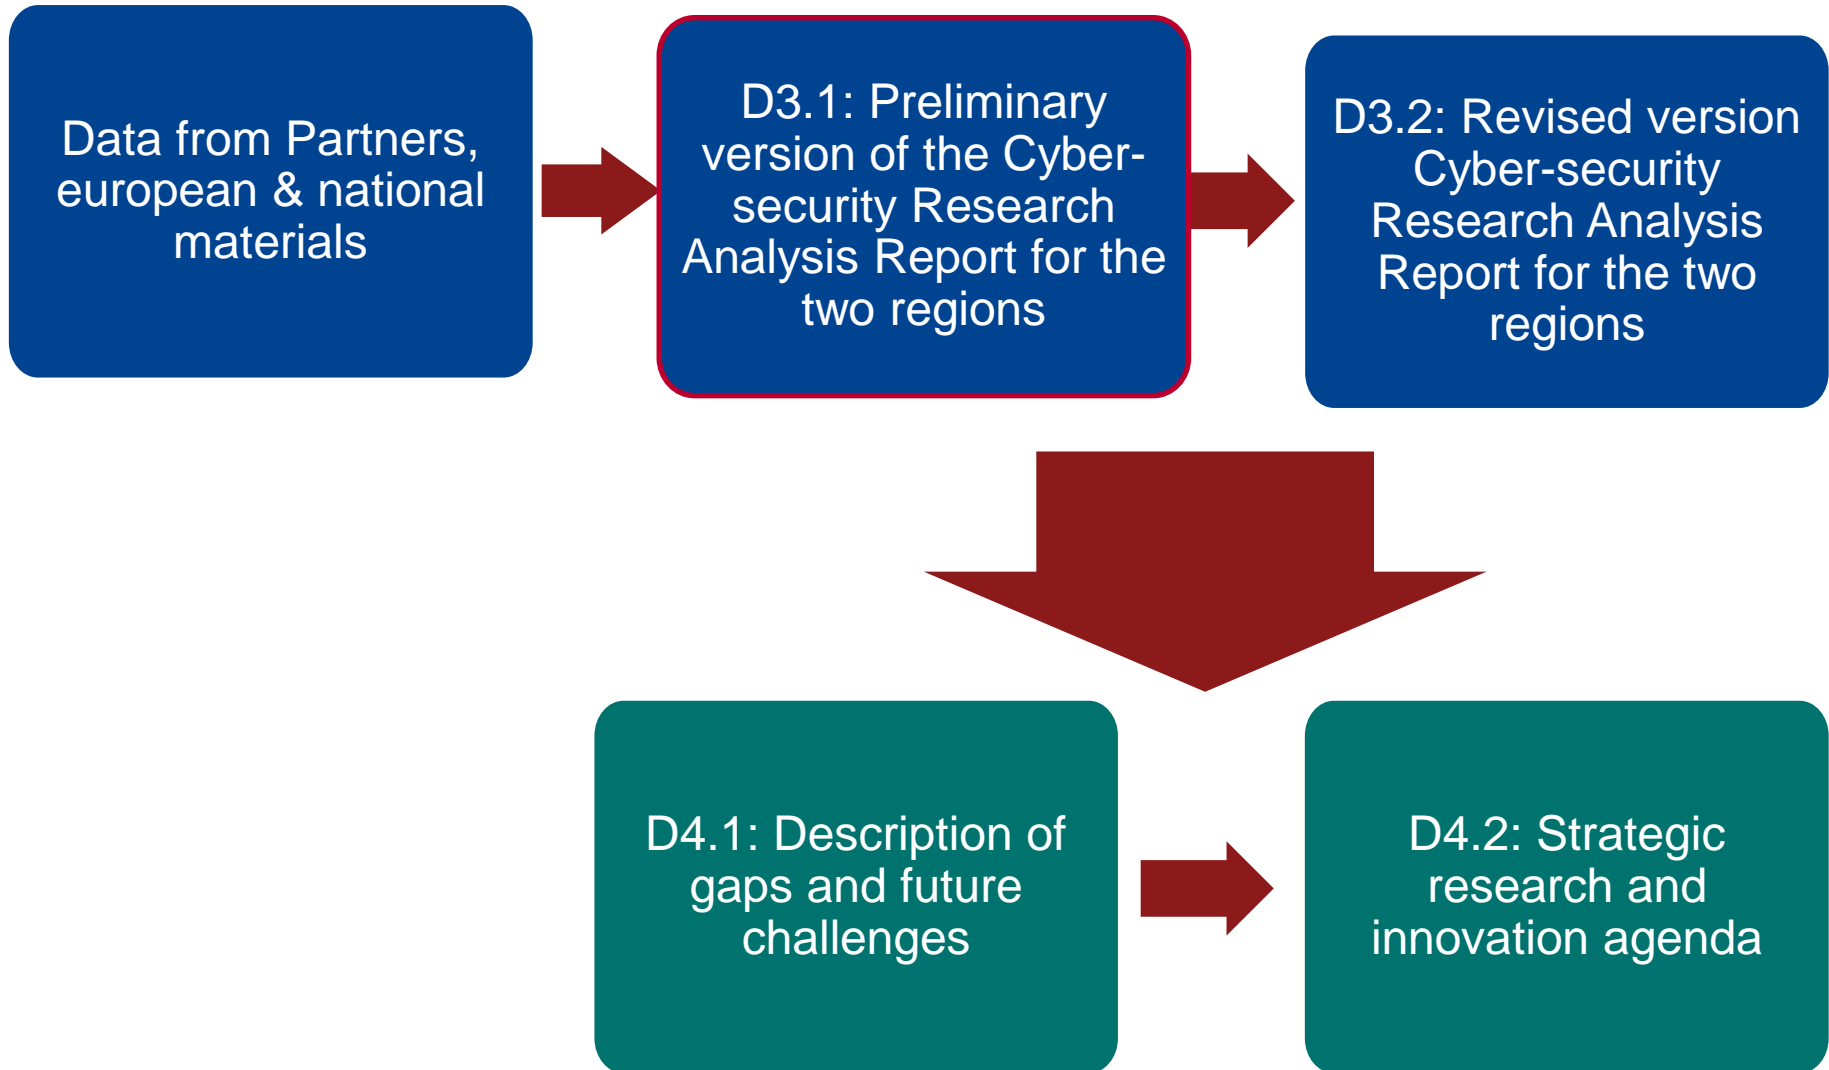 Data from Partners,
european & national
materials
D3.1: Preliminary
version of the Cyber-
security Research
Analysis Report for the
two regions
D3.2: Revised version
Cyber-security
Research Analysis
Report for the two
regions
D4.1: Description of
gaps and future
challenges
D4.2: Strategic
research and
innovation agenda